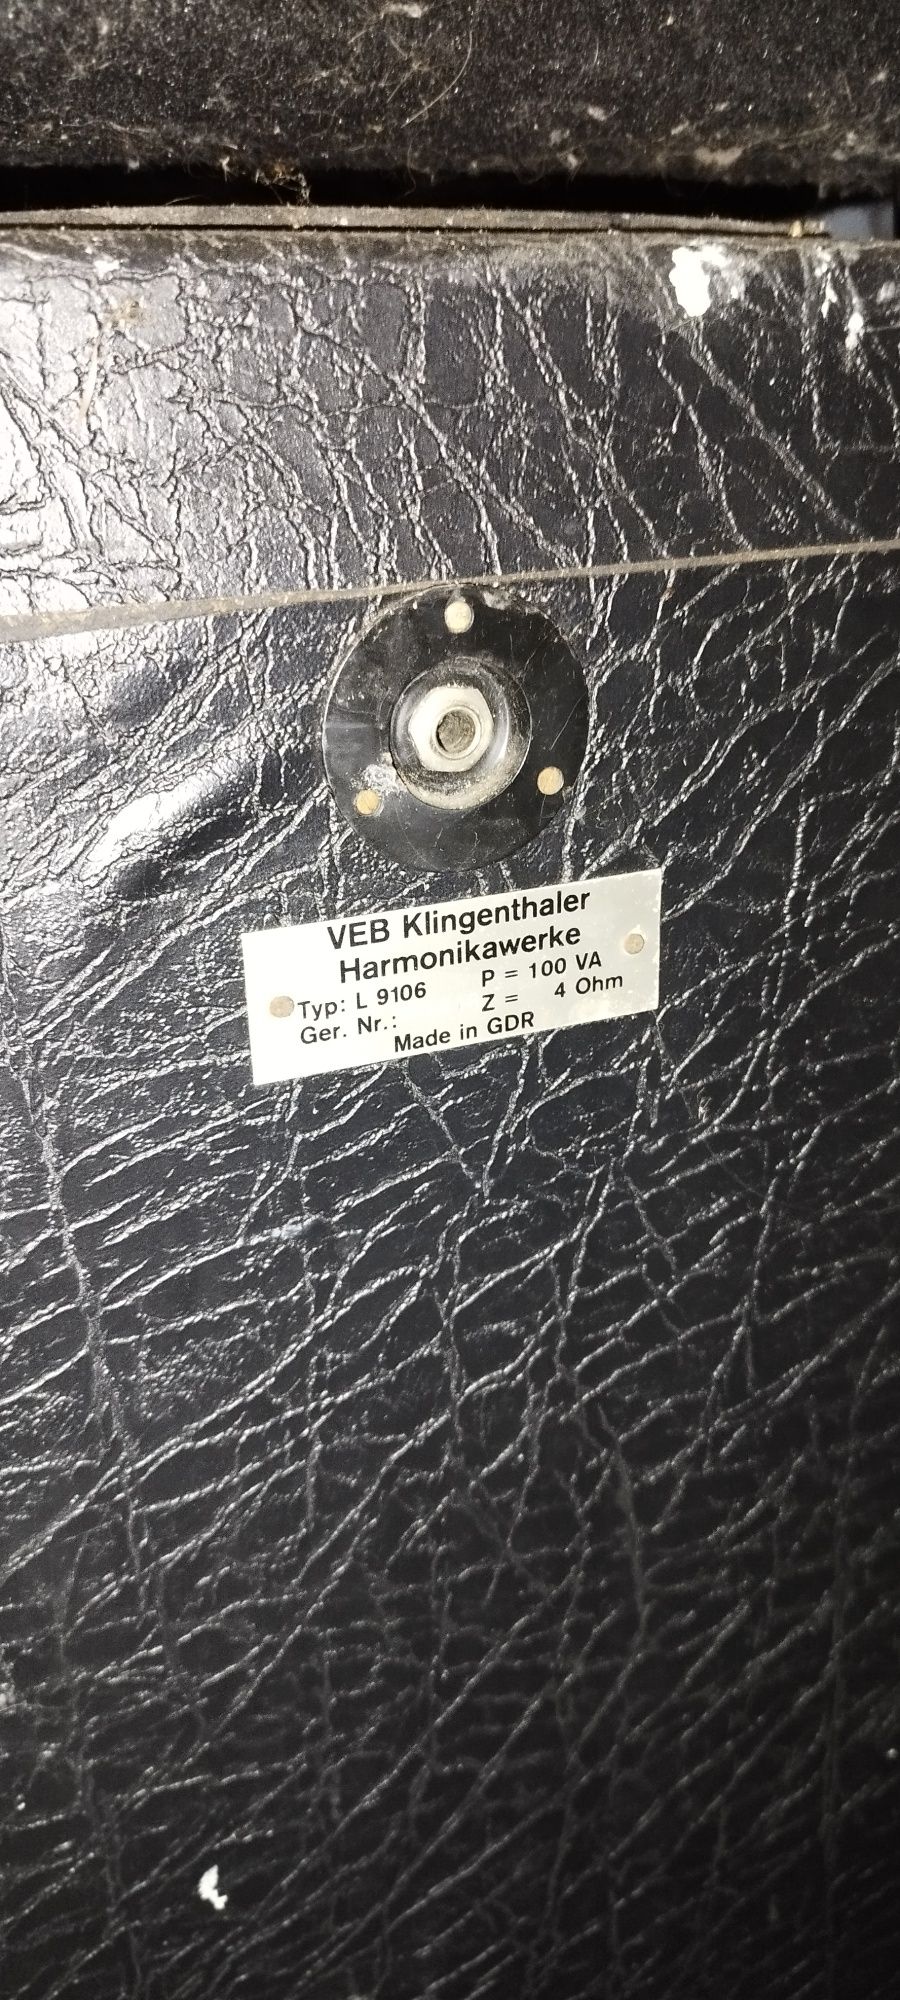 VEB Klingenthaler
Harmonikawerke
Typ: L 9106 P = 100 VA
Ger. Nr.: Z = 4 Ohm
Made in GDR